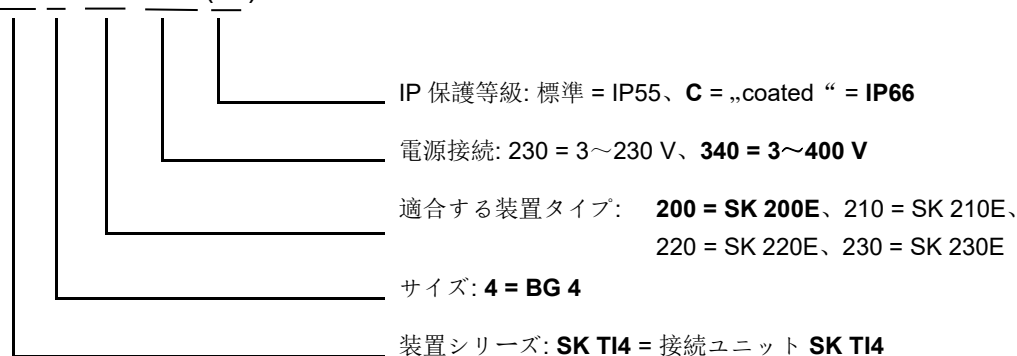 IP 保護等級: 標準 = IP55、C = „coated “ = IP66
電源接続: 230 = 3～230 V、340 = 3～400 V
適合する装置タイプ: 200 = SK 200E、210 = SK 210E、
220 = SK 220E、230 = SK 230E
サイズ: 4 = BG 4
装置シリーズ: SK TI4 = 接続ユニット SK TI4